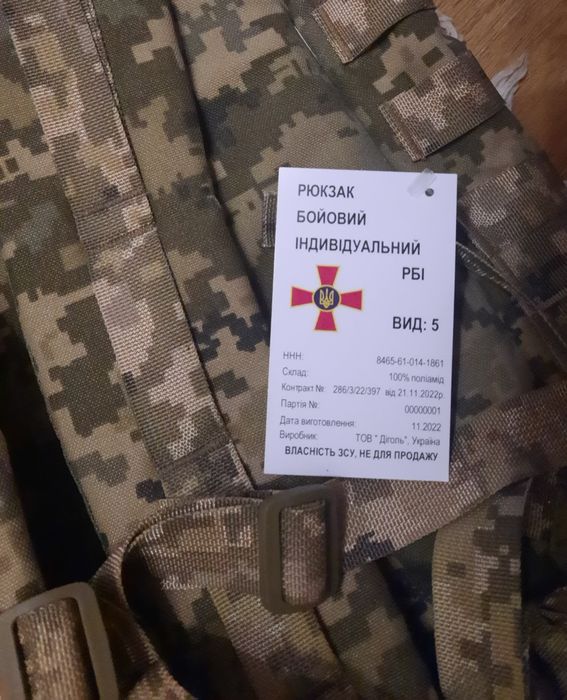 РЮКЗАК
БОЙОВИЙ
ІНДИВІДУАЛЬНИЙ
РБІ
ВИД: 5
ННН: 8465-61-014-1861
Склад: 100% поліамід
Контракт №: 286/3/22/397 від 21.11.2022р.
Партія №: 00000001
Дата виготовлення: 11.2022
Виробник: ТОВ " Діголь", Україна
ВЛАСНІСТЬ ЗСУ, НЕ ДЛЯ ПРОДАЖУ